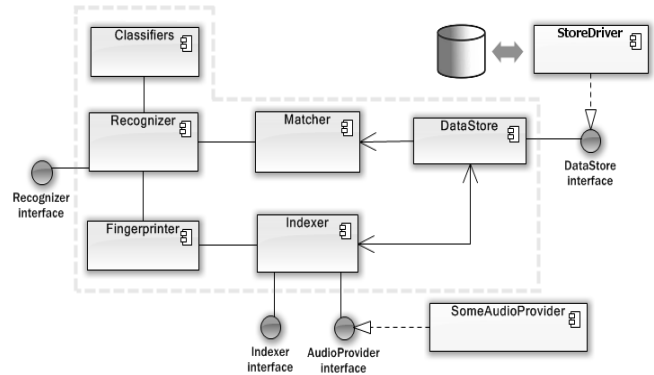 Classifiers
StoreDriver
Recognizer
Matcher
DataStore
DataStore
interface
Recognizer
interface
Fingerprinter
Indexer
SomeAudioProvider
Indexer
interface
AudioProvider
interface